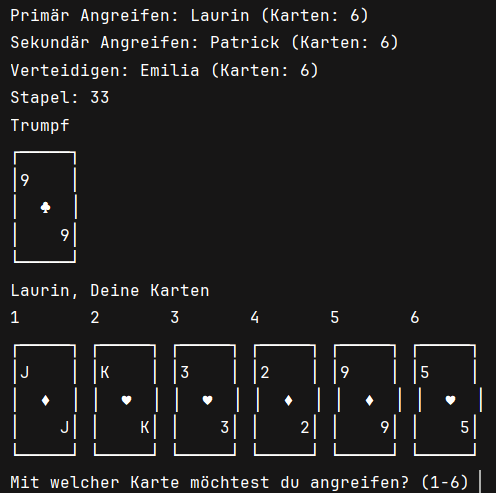 Primär Angreifen: Laurin (Karten: 6)
Sekundär Angreifen: Patrick (Karten: 6)
Verteidigen: Emilia (Karten: 6)
Stapel: 33
Trumpf
9
♣
9
Laurin, Deine Karten
1 2 3 4 5 6
J K 3 2 9 5
♦ ♥ ♥ ♦ ♦ ♥
J K 3 2 9 5
Mit welcher Karte möchtest du angreifen? (1-6)